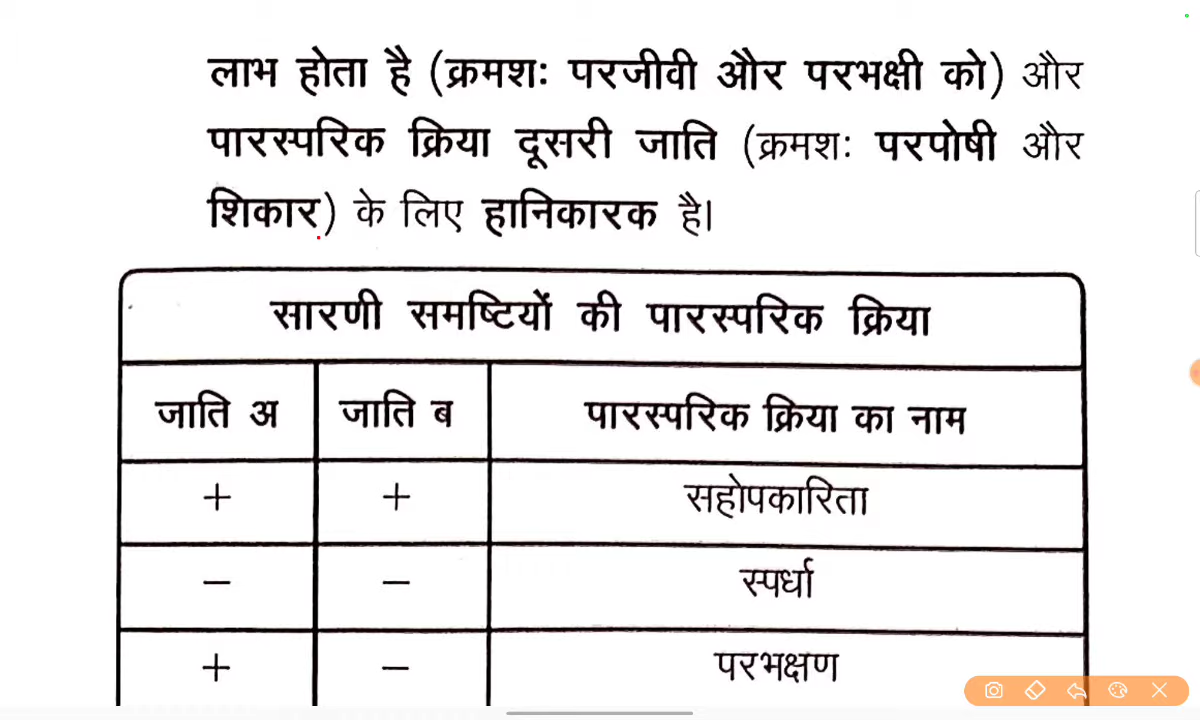 लाभ होता है (क्रमशः परजीवी और परभक्षी को) और
पारस्परिक क्रिया दूसरी जाति (क्रमशः परपोषी और
शिकार) के लिए हानिकारक है।
सारणी समष्टियों की पारस्परिक क्रिया
जाति अ जाति ब पारस्परिक क्रिया का नाम
+ + सहोपकारिता
– – स्पर्धा
+ – परभक्षण